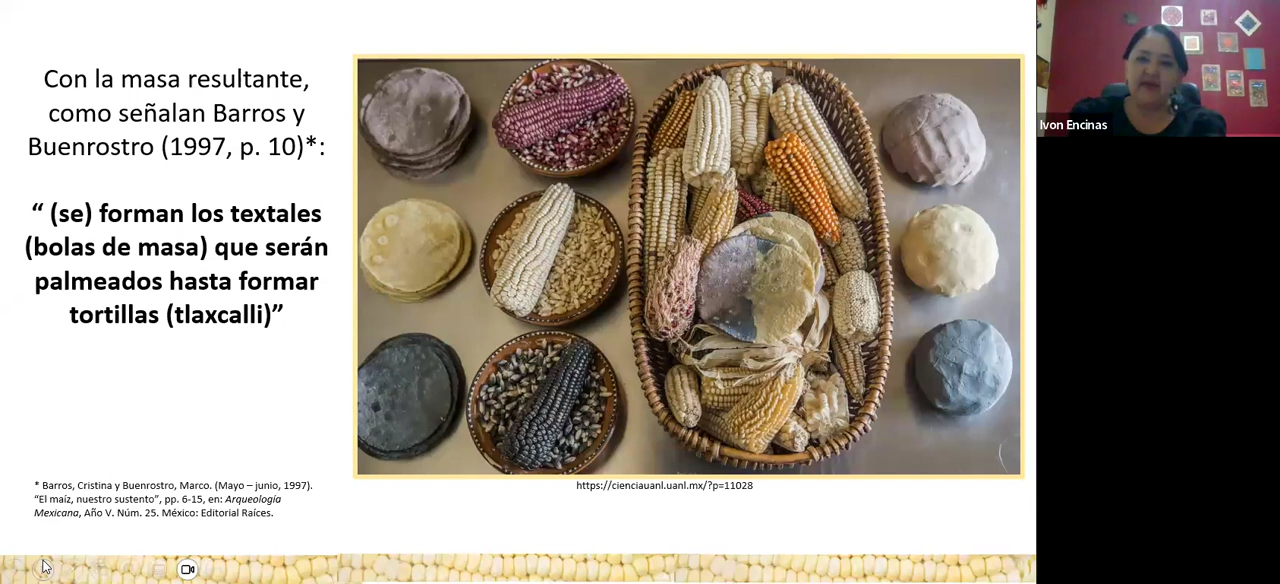 Con la masa resultante,
como señalan Barros y
Buenrostro (1997, p. 10)*:
“ (se) forman los textales
(bolas de masa) que serán
palmeados hasta formar
tortillas (tlaxcalli)”
* Barros, Cristina y Buenrostro, Marco. (Mayo – junio, 1997).
“El maíz, nuestro sustento”, pp. 6-15, en: Arqueología
Mexicana, Año V. Núm. 25. México: Editorial Raíces.
https://cienciauanl.uanl.mx/?p=11028
Ivon Encinas